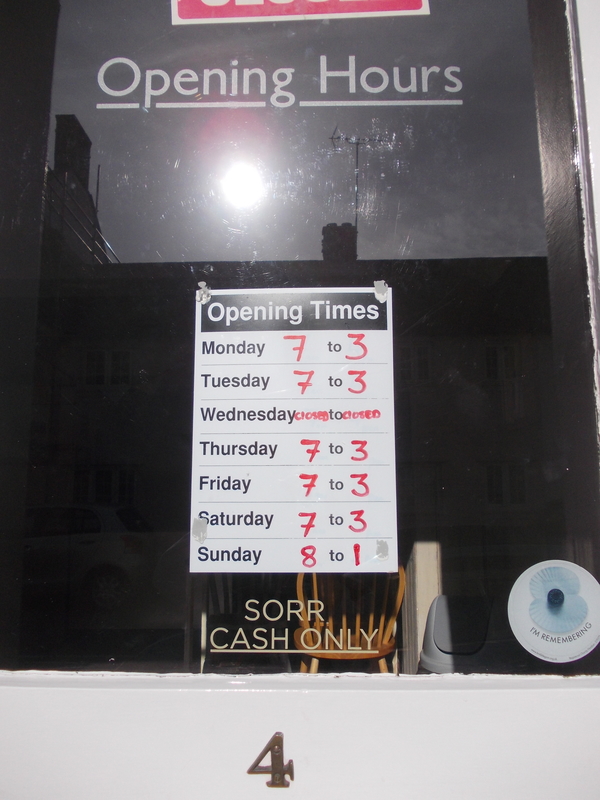 Opening Hours
Opening Times
Monday 7 to 3
Tuesday 7 to 3
Wednesday CLOSED to CLOSED
Thursday 7 to 3
Friday 7 to 3
Saturday 7 to 3
Sunday 8 to 1
SORR
CASH ONLY
I'M REMEMBERING
4